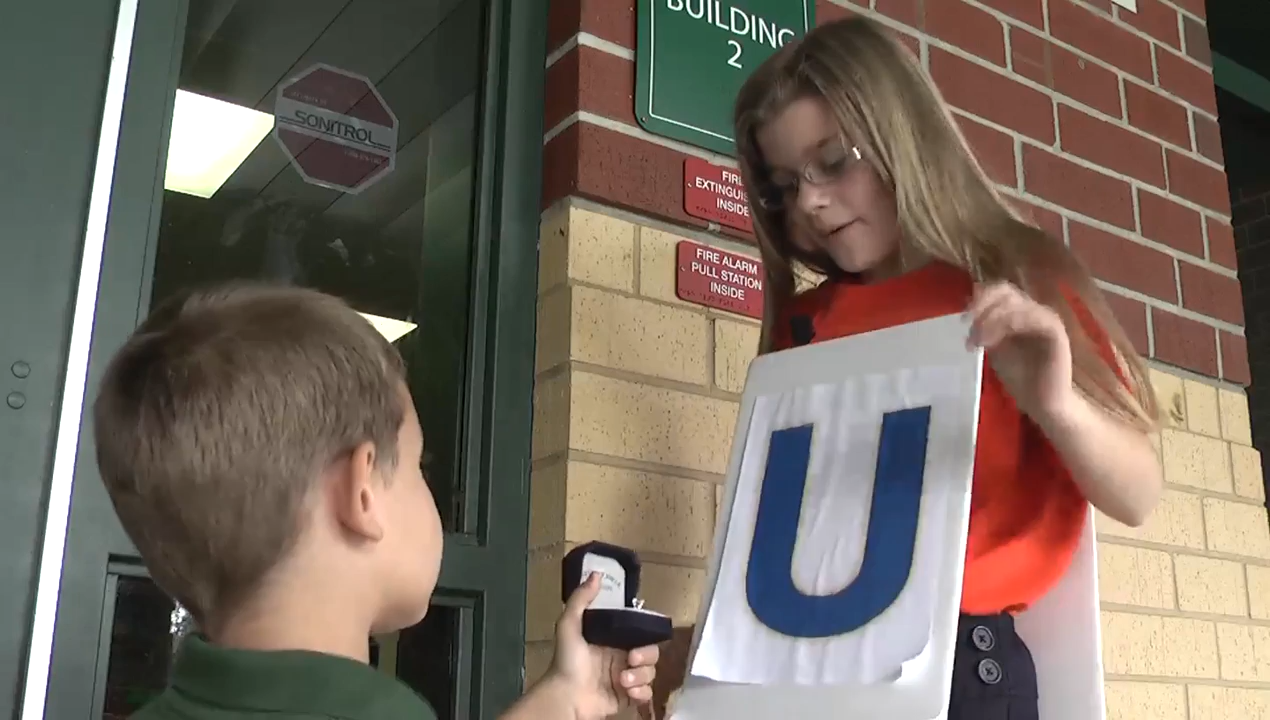 BUILDING
2
SONITROL
FIRE
EXTINGUIS
INSIDE
FIRE ALARM
PULL STATION
INSIDE
U